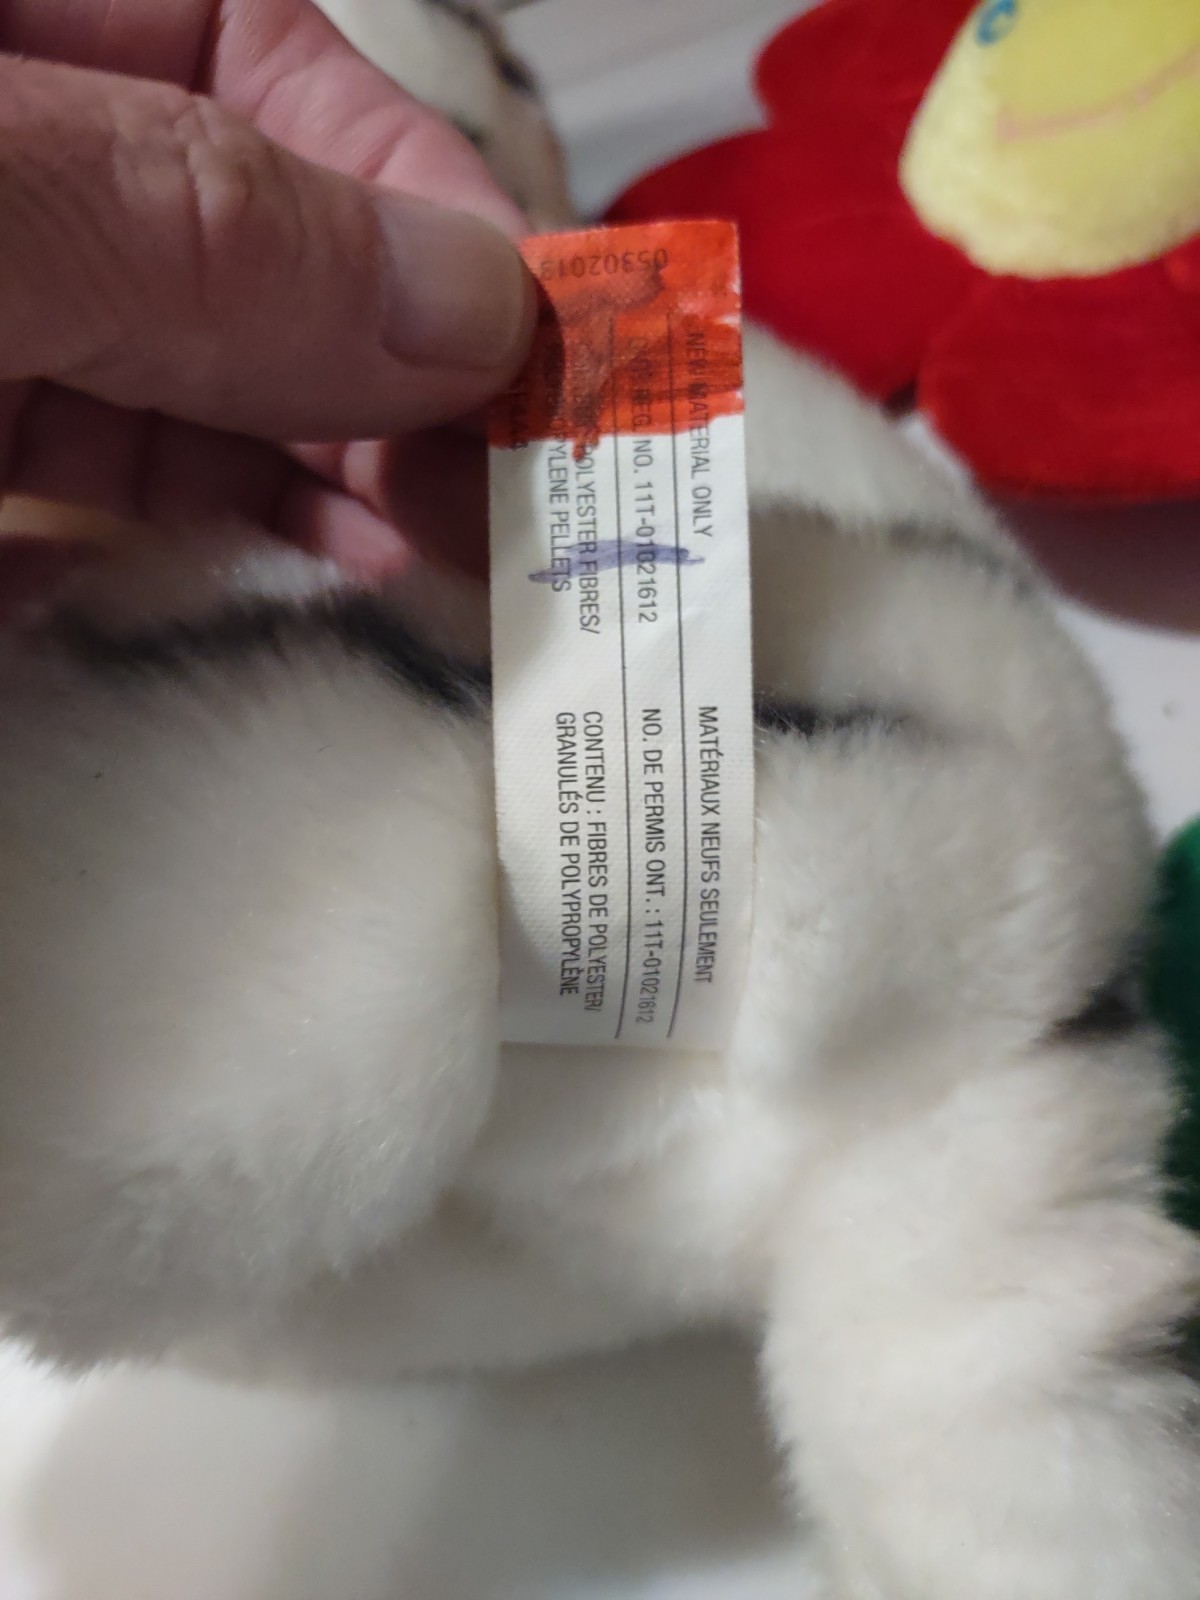 05302013
NEW MATERIAL ONLY
MATÉRIAUX NEUFS SEULEMENT
REG. NO. 11T-01021612
NO. DE PERMIS ONT. : 11T-01021612
POLYESTER FIBRES/
PELLETS
CONTENU : FIBRES DE POLYESTER/
GRANULÉS DE POLYPROPYLÈNE